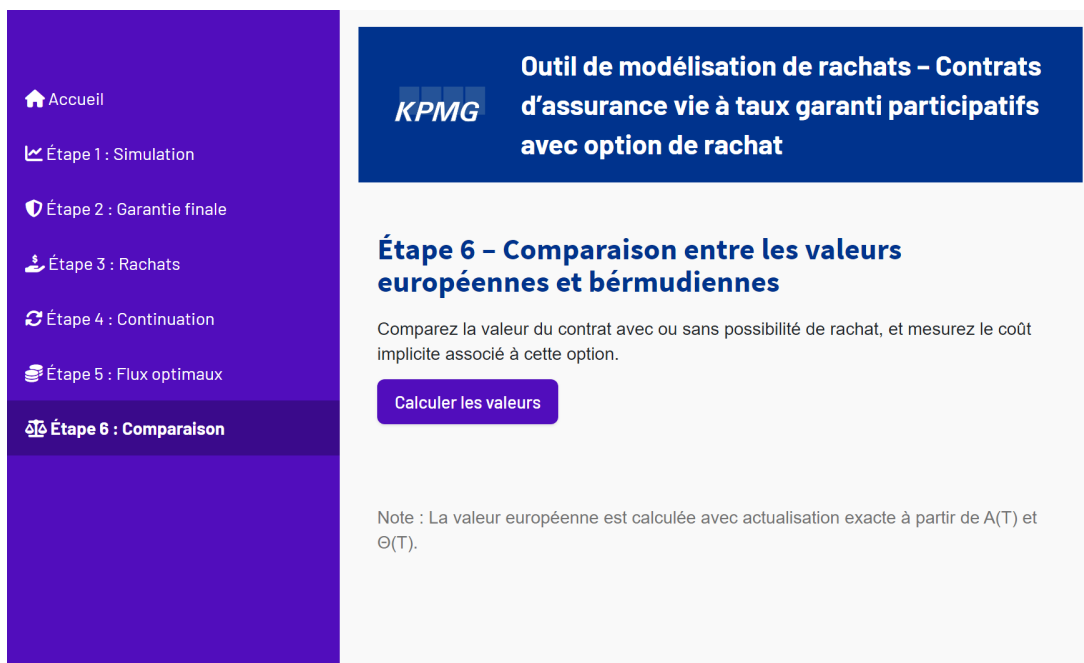 Accueil
Étape 1 : Simulation
Étape 2 : Garantie finale
Étape 3 : Rachats
Étape 4 : Continuation
Étape 5 : Flux optimaux
Étape 6 : Comparaison
KPMG
Outil de modélisation de rachats – Contrats
d’assurance vie à taux garanti participatifs
avec option de rachat
Étape 6 – Comparaison entre les valeurs
européennes et bérmudiennes
Comparez la valeur du contrat avec ou sans possibilité de rachat, et mesurez le coût
implicite associé à cette option.
Calculer les valeurs
Note : La valeur européenne est calculée avec actualisation exacte à partir de A(T) et
Θ(T).